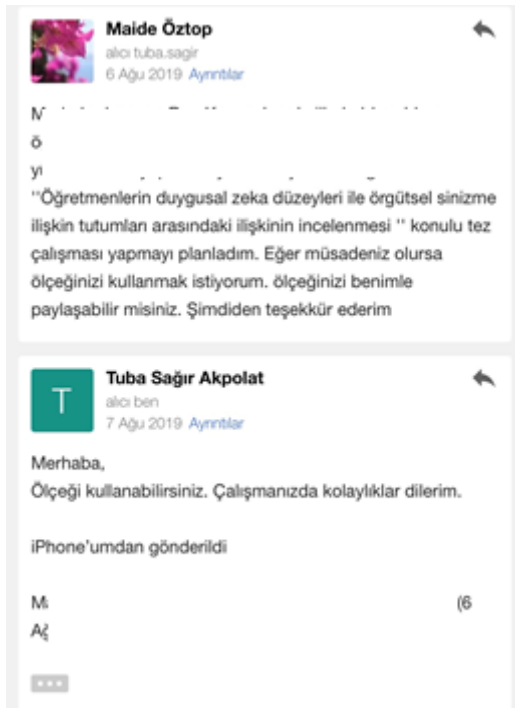 Maide Öztop
alıcı tuba.sagir
6 Ağu 2019 Ayrıntılar
"Öğretmenlerin duygusal zeka düzeyleri ile örgütsel sinizme
ilişkin tutumları arasındaki ilişkinin incelenmesi '' konulu tez
çalışması yapmayı planladım. Eğer müsadeniz olursa
ölçeğinizi kullanmak istiyorum. ölçeğinizi benimle
paylaşabilir misiniz. Şimdiden teşekkür ederim
T
Tuba Sağır Akpolat
alıcı ben
7 Ağu 2019 Ayrıntılar
Merhaba,
Ölçeği kullanabilirsiniz. Çalışmanızda kolaylıklar dilerim.
iPhone'umdan gönderildi
(6